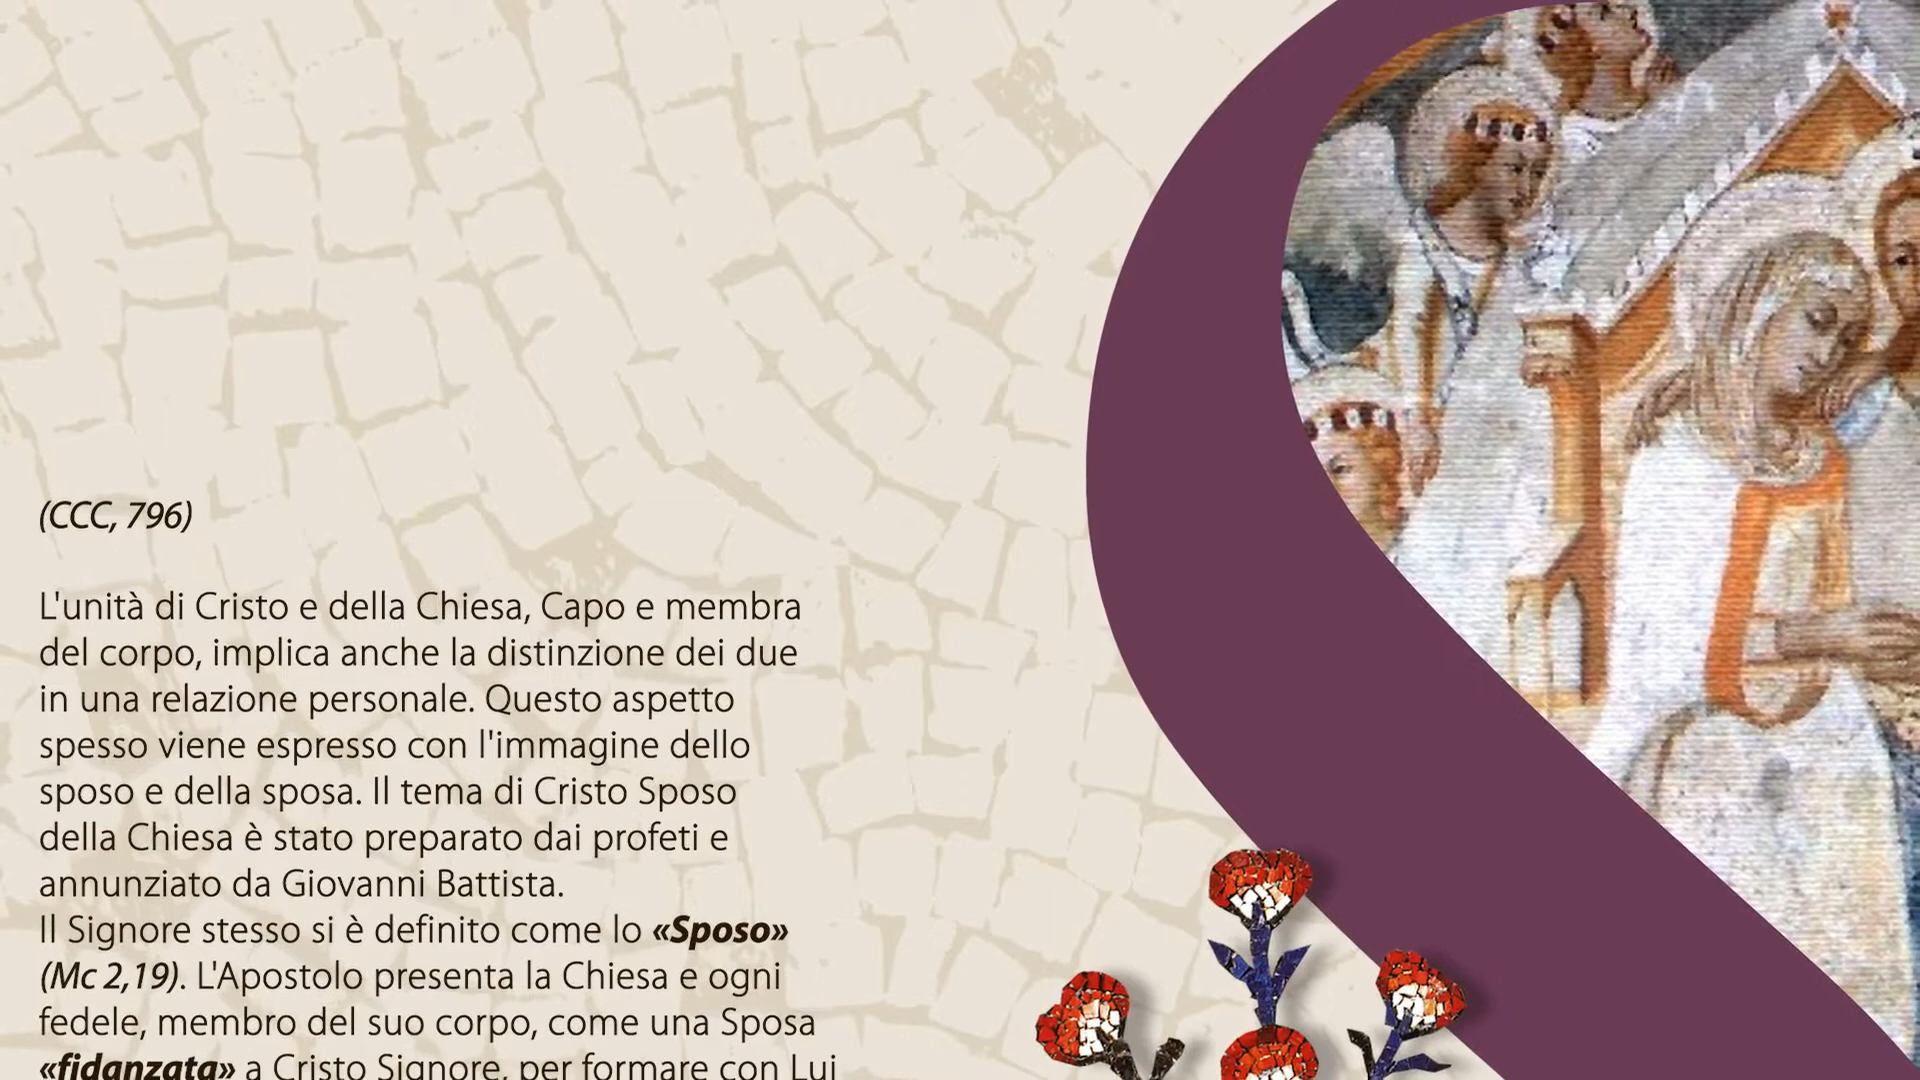 (CCC, 796)
L'unità di Cristo e della Chiesa, Capo e membra
del corpo, implica anche la distinzione dei due
in una relazione personale. Questo aspetto
spesso viene espresso con l'immagine dello
sposo e della sposa. Il tema di Cristo Sposo
della Chiesa è stato preparato dai profeti e
annunziato da Giovanni Battista.
Il Signore stesso si è definito come lo «Sposo»
(Mc 2,19). L'Apostolo presenta la Chiesa e ogni
fedele, membro del suo corpo, come una Sposa
«fidanzata» a Cristo Signore, per formare con Lui